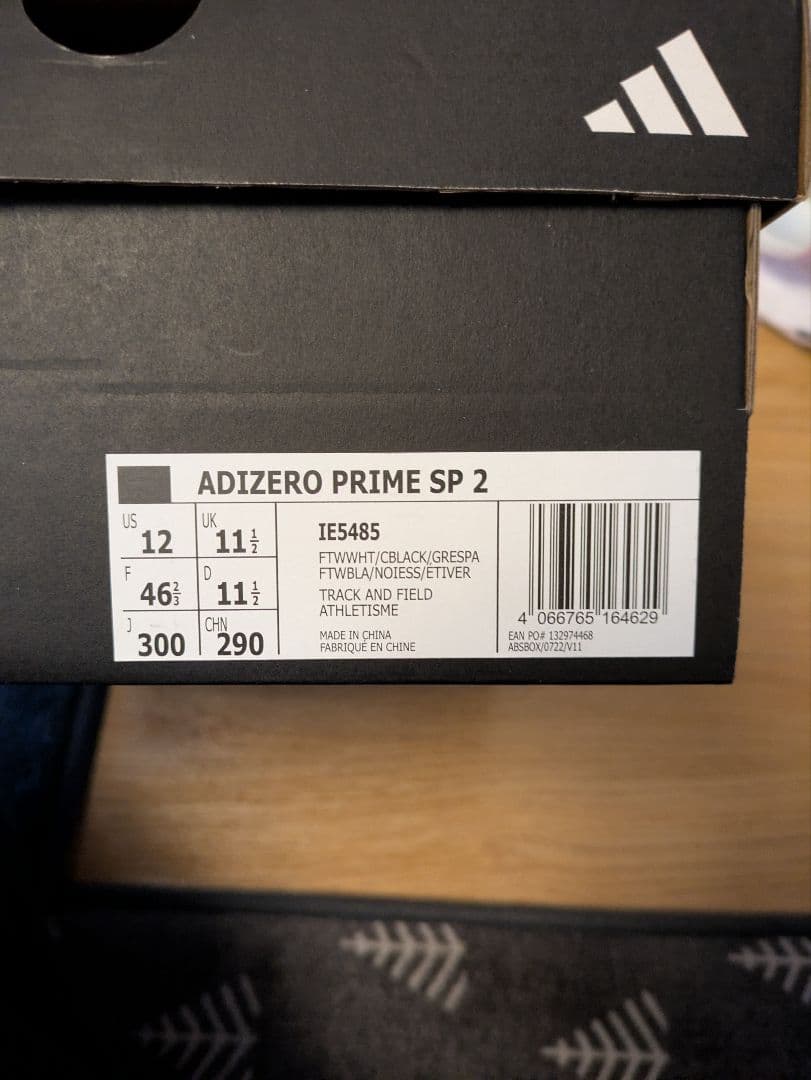 ADIZERO PRIME SP 2
US 12 UK 11½
F 46⅔ D 11½
J 300 CHN 290
IE5485
FTWWHT/CBLACK/GRESPA
FTWBLA/NOIESS/ÉTIVER
TRACK AND FIELD
ATHLETISME
MADE IN CHINA
FABRIQUÉ EN CHINE
4 066765 164629
EAN PO# 132974468
ABSBOX/0722/V11